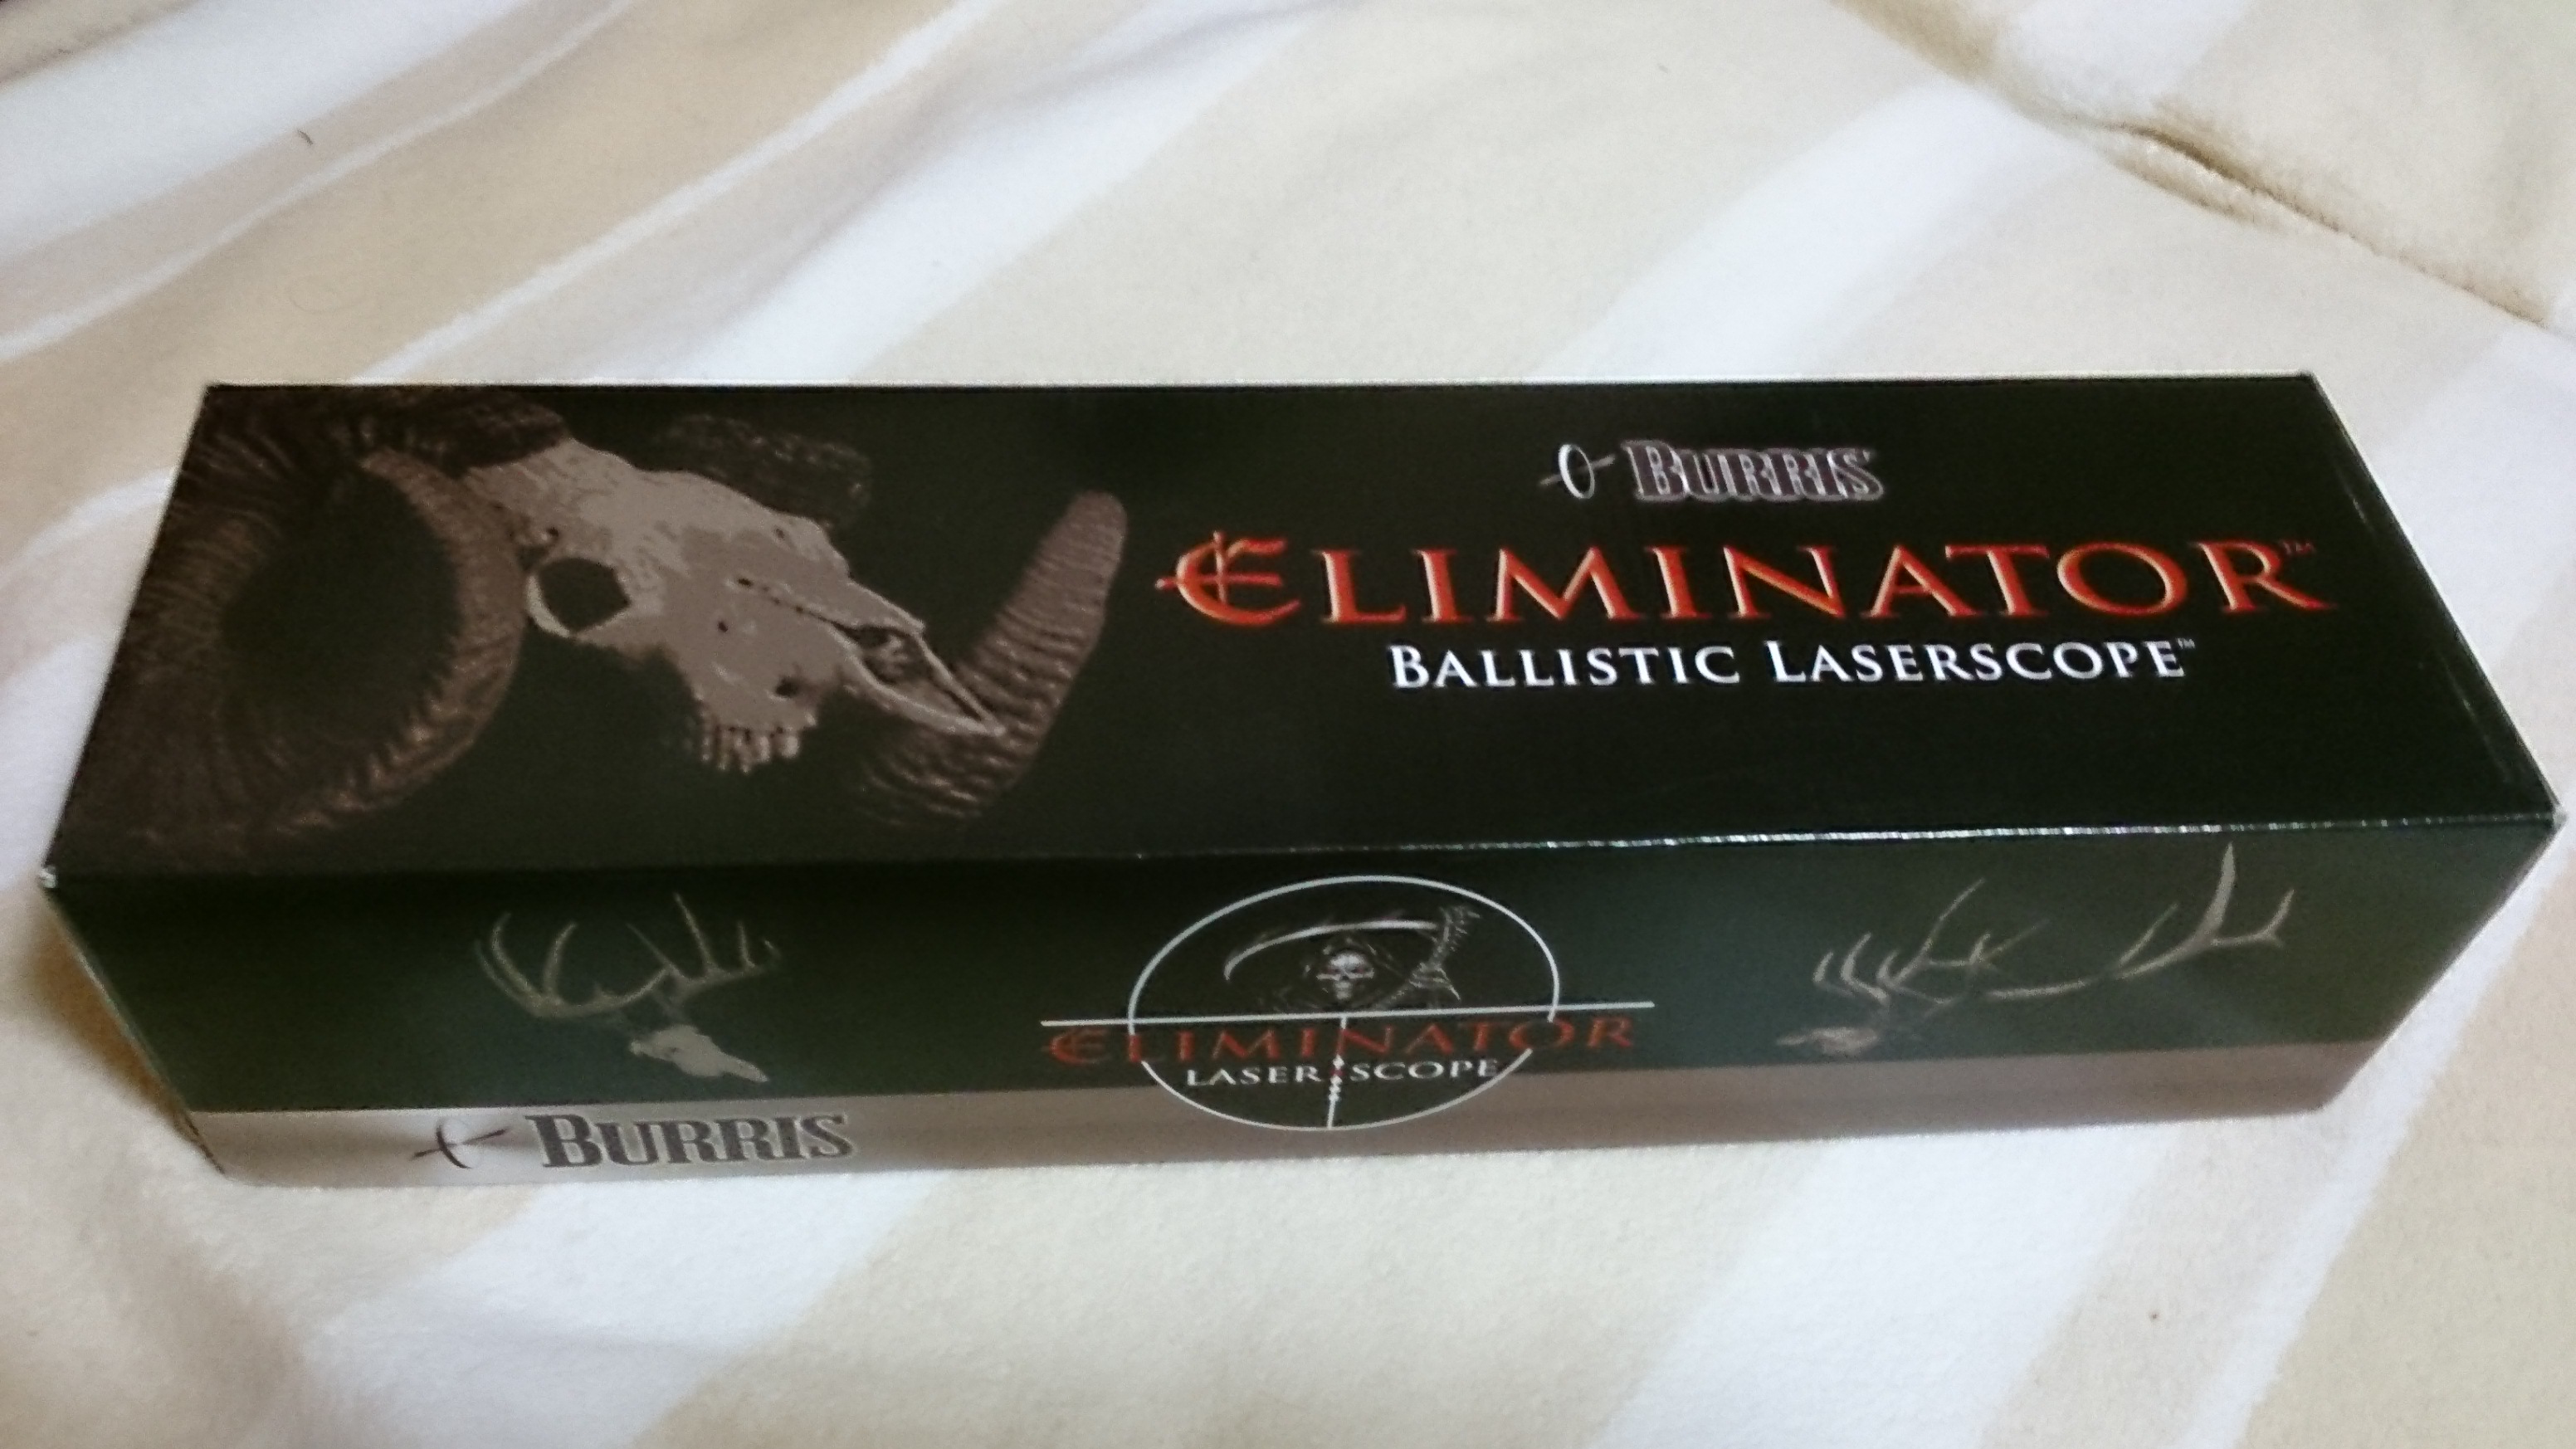 BURRIS
ELIMINATOR™
BALLISTIC LASERSCOPE™
ELIMINATOR
LASER SCOPE
BURRIS